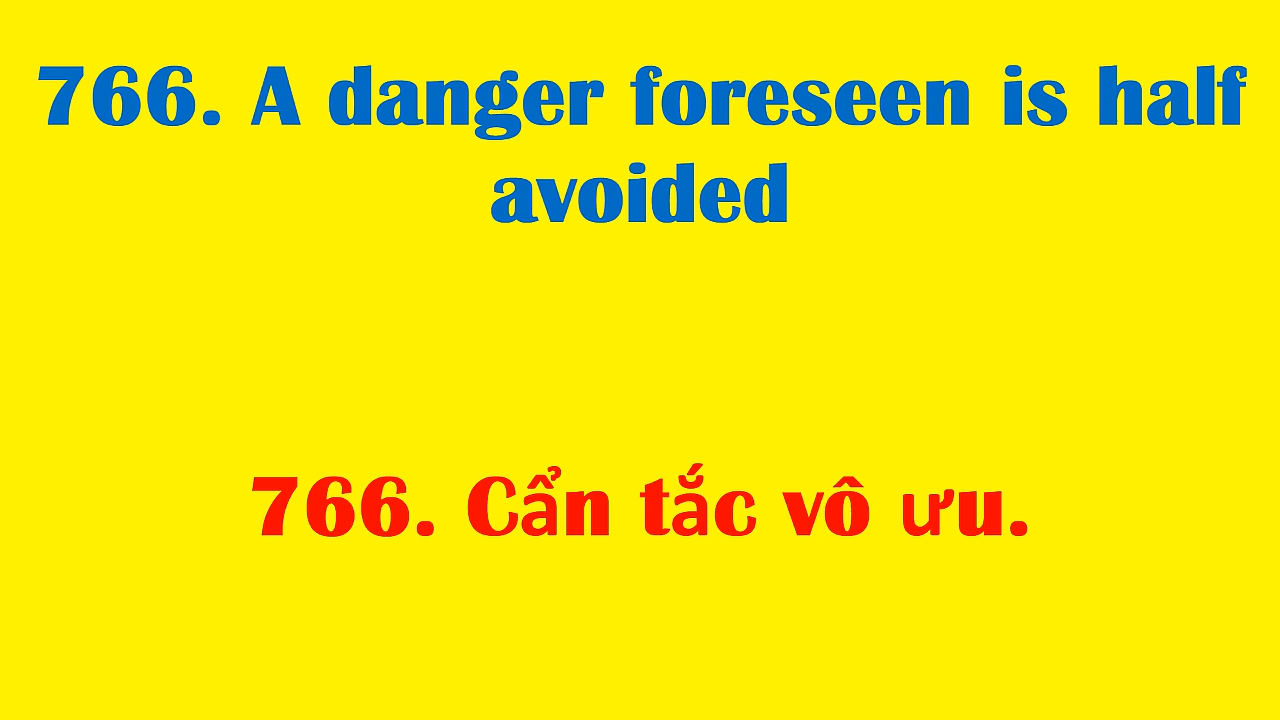 766. A danger foreseen is half
avoided
766. Cẩn tắc vô ưu.